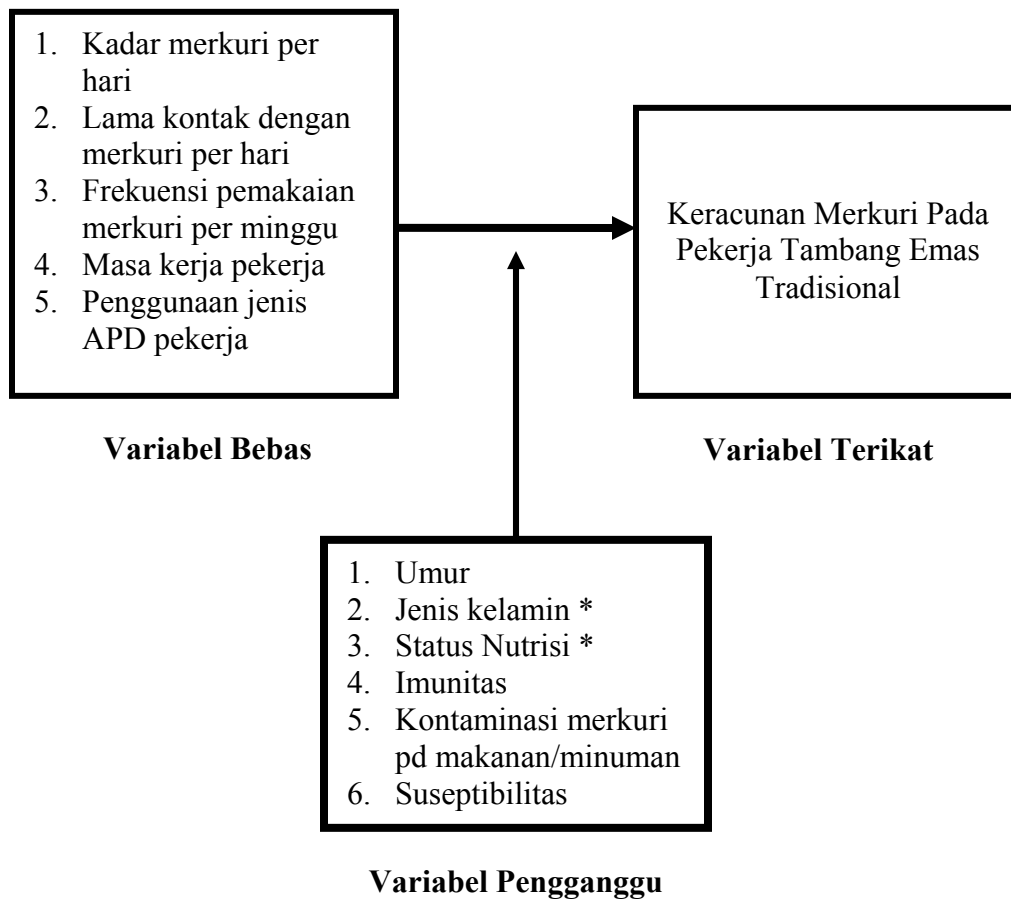 1. Kadar merkuri per
hari
2. Lama kontak dengan
merkuri per hari
3. Frekuensi pemakaian
merkuri per minggu
4. Masa kerja pekerja
5. Penggunaan jenis
APD pekerja
Variabel Bebas
Keracunan Merkuri Pada
Pekerja Tambang Emas
Tradisional
Variabel Terikat
1. Umur
2. Jenis kelamin *
3. Status Nutrisi *
4. Imunitas
5. Kontaminasi merkuri
pd makanan/minuman
6. Suseptibilitas
Variabel Pengganggu